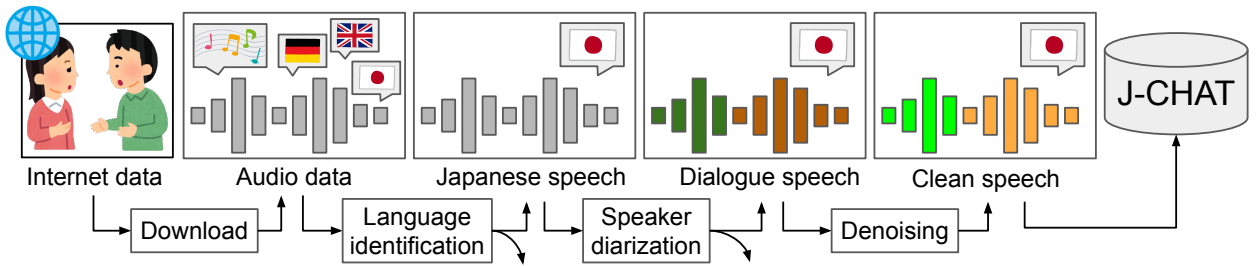 J-CHAT
Internet data
Audio data
Japanese speech
Dialogue speech
Clean speech
Download
Language
identification
Speaker
diarization
Denoising